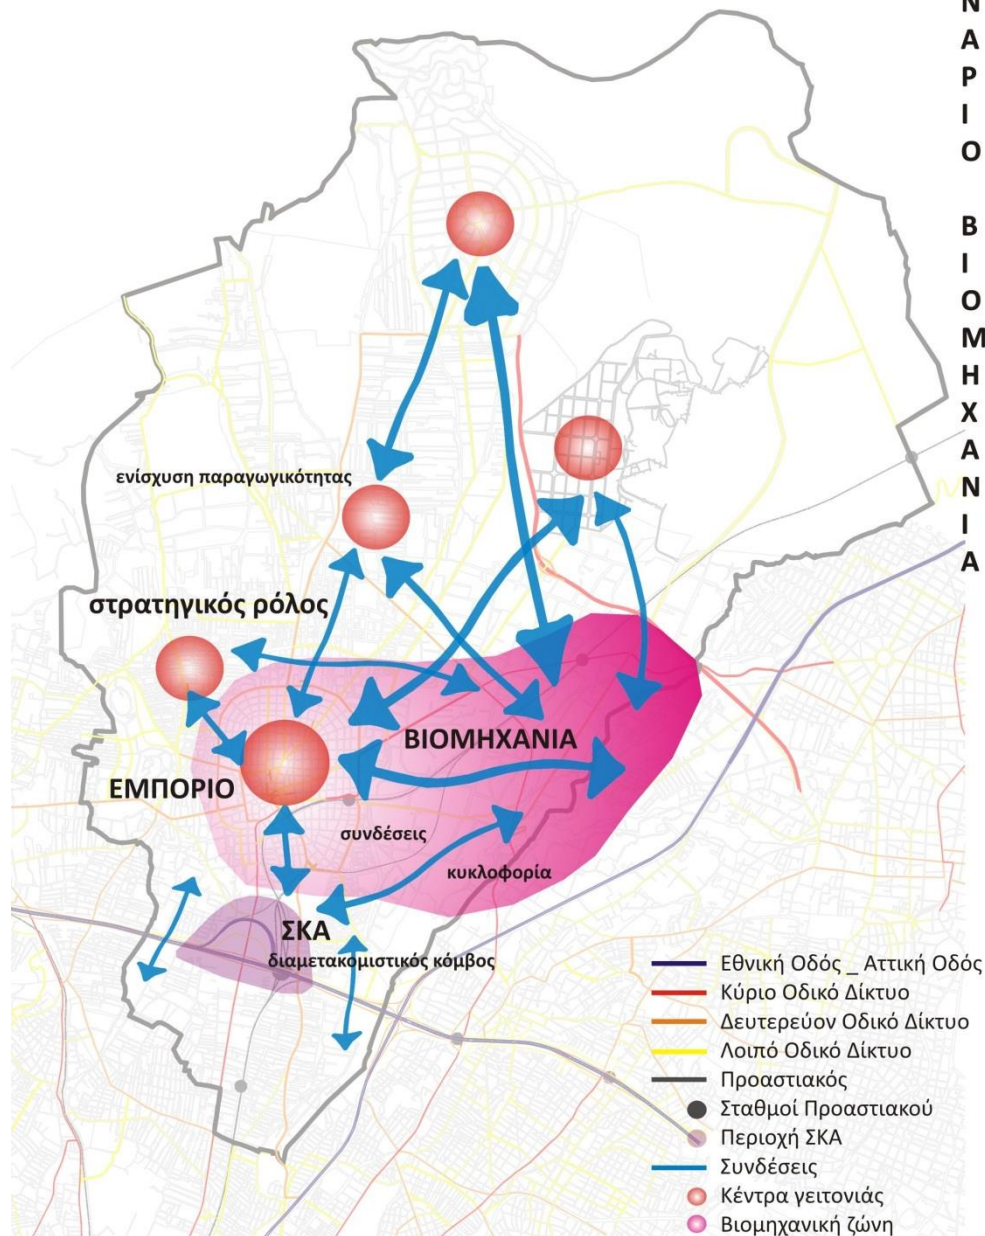 Ν
Α
Ρ
Ι
Ο
Β
Ι
Ο
Μ
Η
Χ
Α
Ν
Ι
Α
ενίσχυση παραγωγικότητας
στρατηγικός ρόλος
ΒΙΟΜΗΧΑΝΙΑ
ΕΜΠΟΡΙΟ
συνδέσεις
κυκλοφορία
ΣΚΑ
διαμετακομιστικός κόμβος
Εθνική Οδός _ Αττική Οδός
Κύριο Οδικό Δίκτυο
Δευτερεύον Οδικό Δίκτυο
Λοιπό Οδικό Δίκτυο
Προαστιακός
Σταθμοί Προαστιακού
Περιοχή ΣΚΑ
Συνδέσεις
Κέντρα γειτονιάς
Βιομηχανική ζώνη